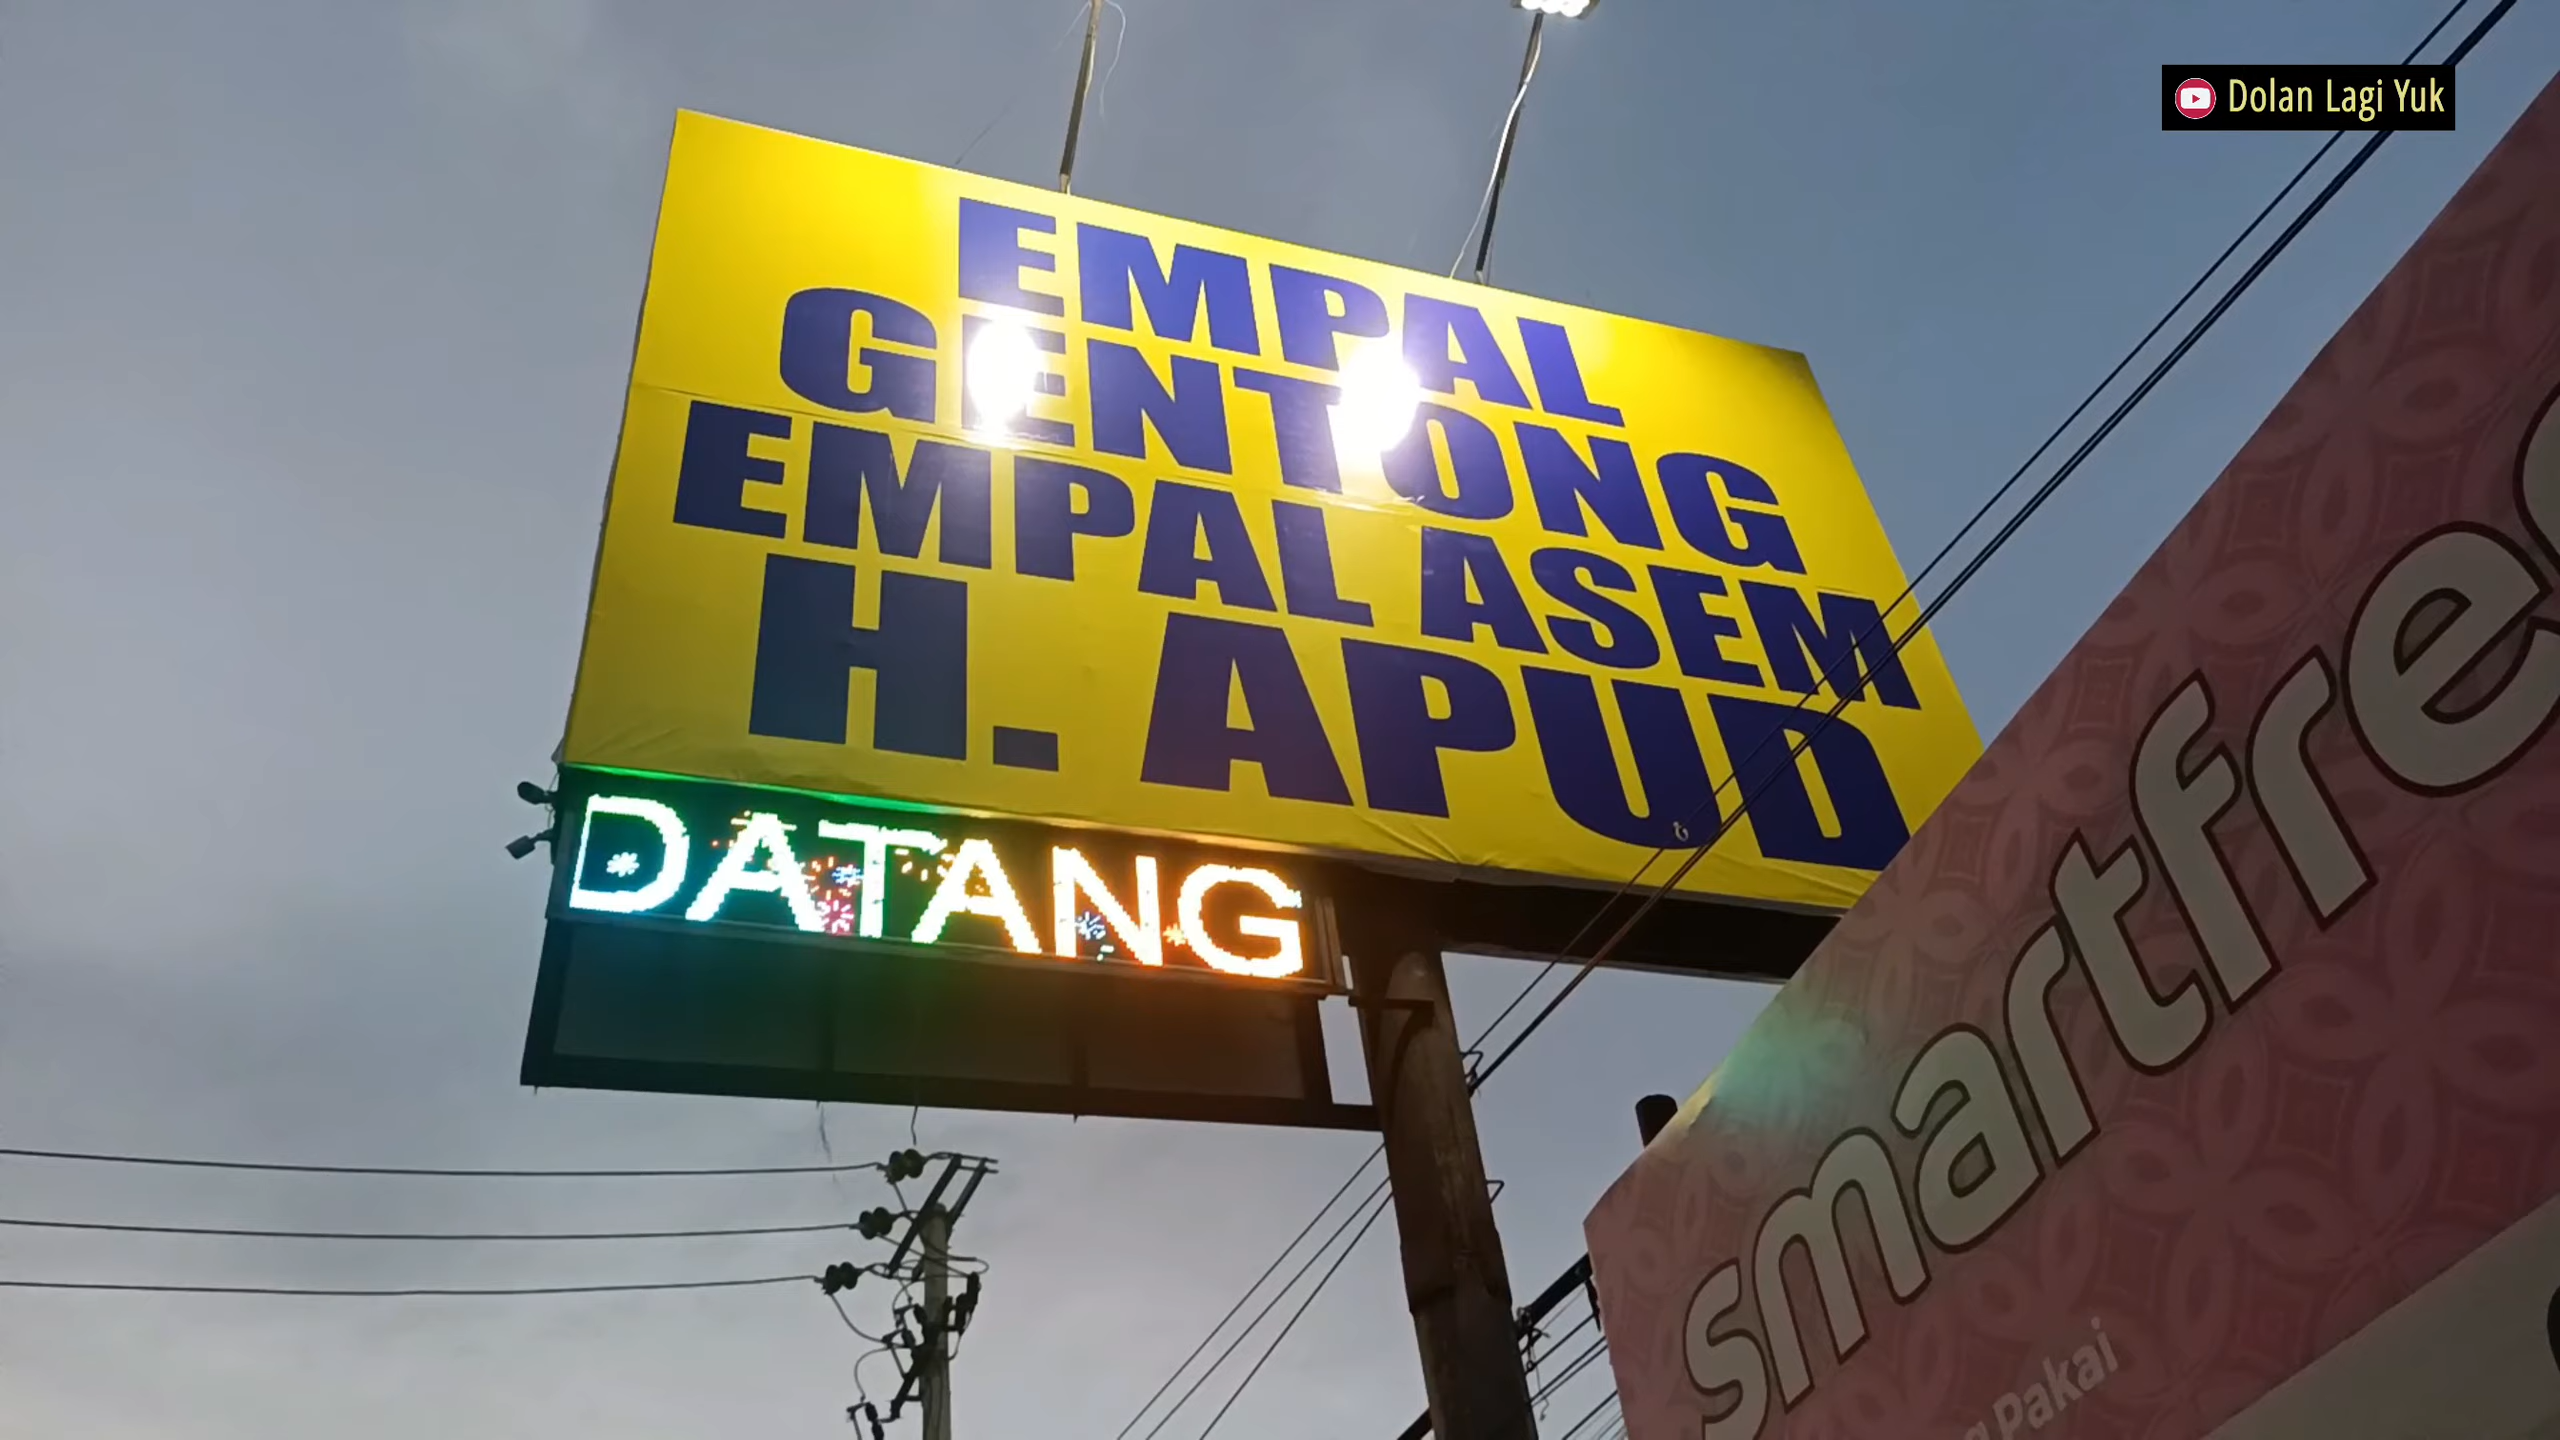 Dolan Lagi Yuk
EMPAL
GENTONG
EMPAL ASEM
H. APUD
DATANG
smartfre
Pakai